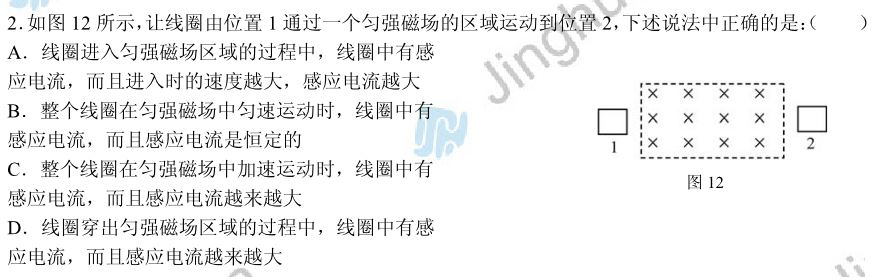 2.如图 12 所示,让线圈由位置 1 通过一个匀强磁场的区域运动到位置 2,下述说法中正确的是:(　　)
A．线圈进入匀强磁场区域的过程中，线圈中有感
应电流，而且进入时的速度越大，感应电流越大
B．整个线圈在匀强磁场中匀速运动时，线圈中有
感应电流，而且感应电流是恒定的
C．整个线圈在匀强磁场中加速运动时，线圈中有
感应电流，而且感应电流越来越大
D．线圈穿出匀强磁场区域的过程中，线圈中有感
应电流，而且感应电流越来越大
× × × ×
× × × ×
× × × ×
1
2
图 12